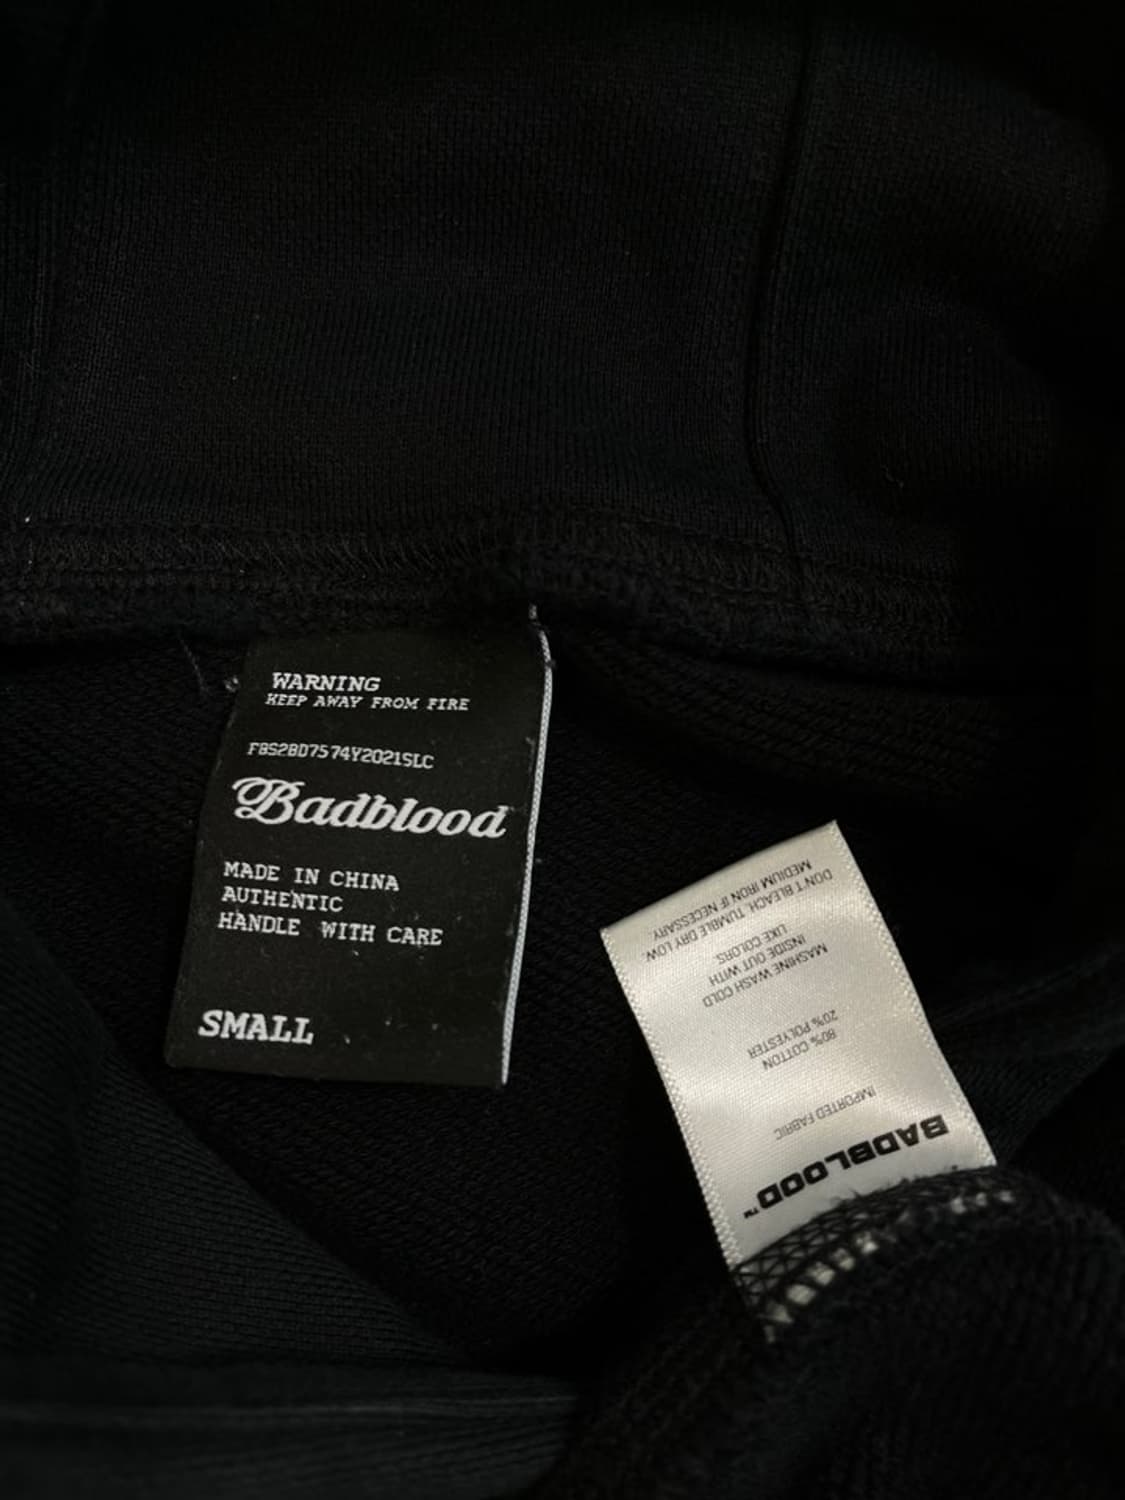 WARNING
KEEP AWAY FROM FIRE
FBS2BD7574Y2021SLC
Badblood
MADE IN CHINA
AUTHENTIC
HANDLE WITH CARE
SMALL
BADBLOOD™
IMPORTED FABRIC
80% COTTON
20% POLYESTER
MASHINE WASH COLD
INSIDE OUT WITH
LIKE COLORS.
DON'T BLEACH. TUMBLE DRY LOW.
MEDIUM IRON IF NECESSARY.